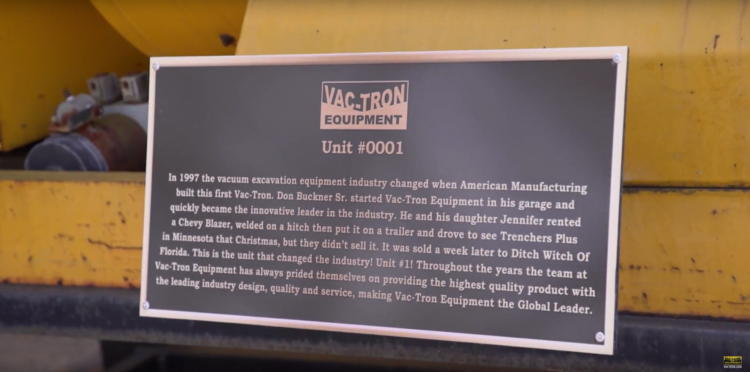 VAC-TRON
EQUIPMENT
Unit #0001
In 1997 the vacuum excavation equipment industry changed when American Manufacturing
built this first Vac-Tron. Don Buckner Sr. started Vac-Tron Equipment in his garage and
quickly became the innovative leader in the industry. He and his daughter Jennifer rented
a Chevy Blazer, welded on a hitch then put it on a trailer and drove to see Trenchers Plus
in Minnesota that Christmas, but they didn't sell it. It was sold a week later to Ditch Witch Of
Florida. This is the unit that changed the industry! Unit #1! Throughout the years the team at
Vac-Tron Equipment has always prided themselves on providing the highest quality product with
the leading industry design, quality and service, making Vac-Tron Equipment the Global Leader.